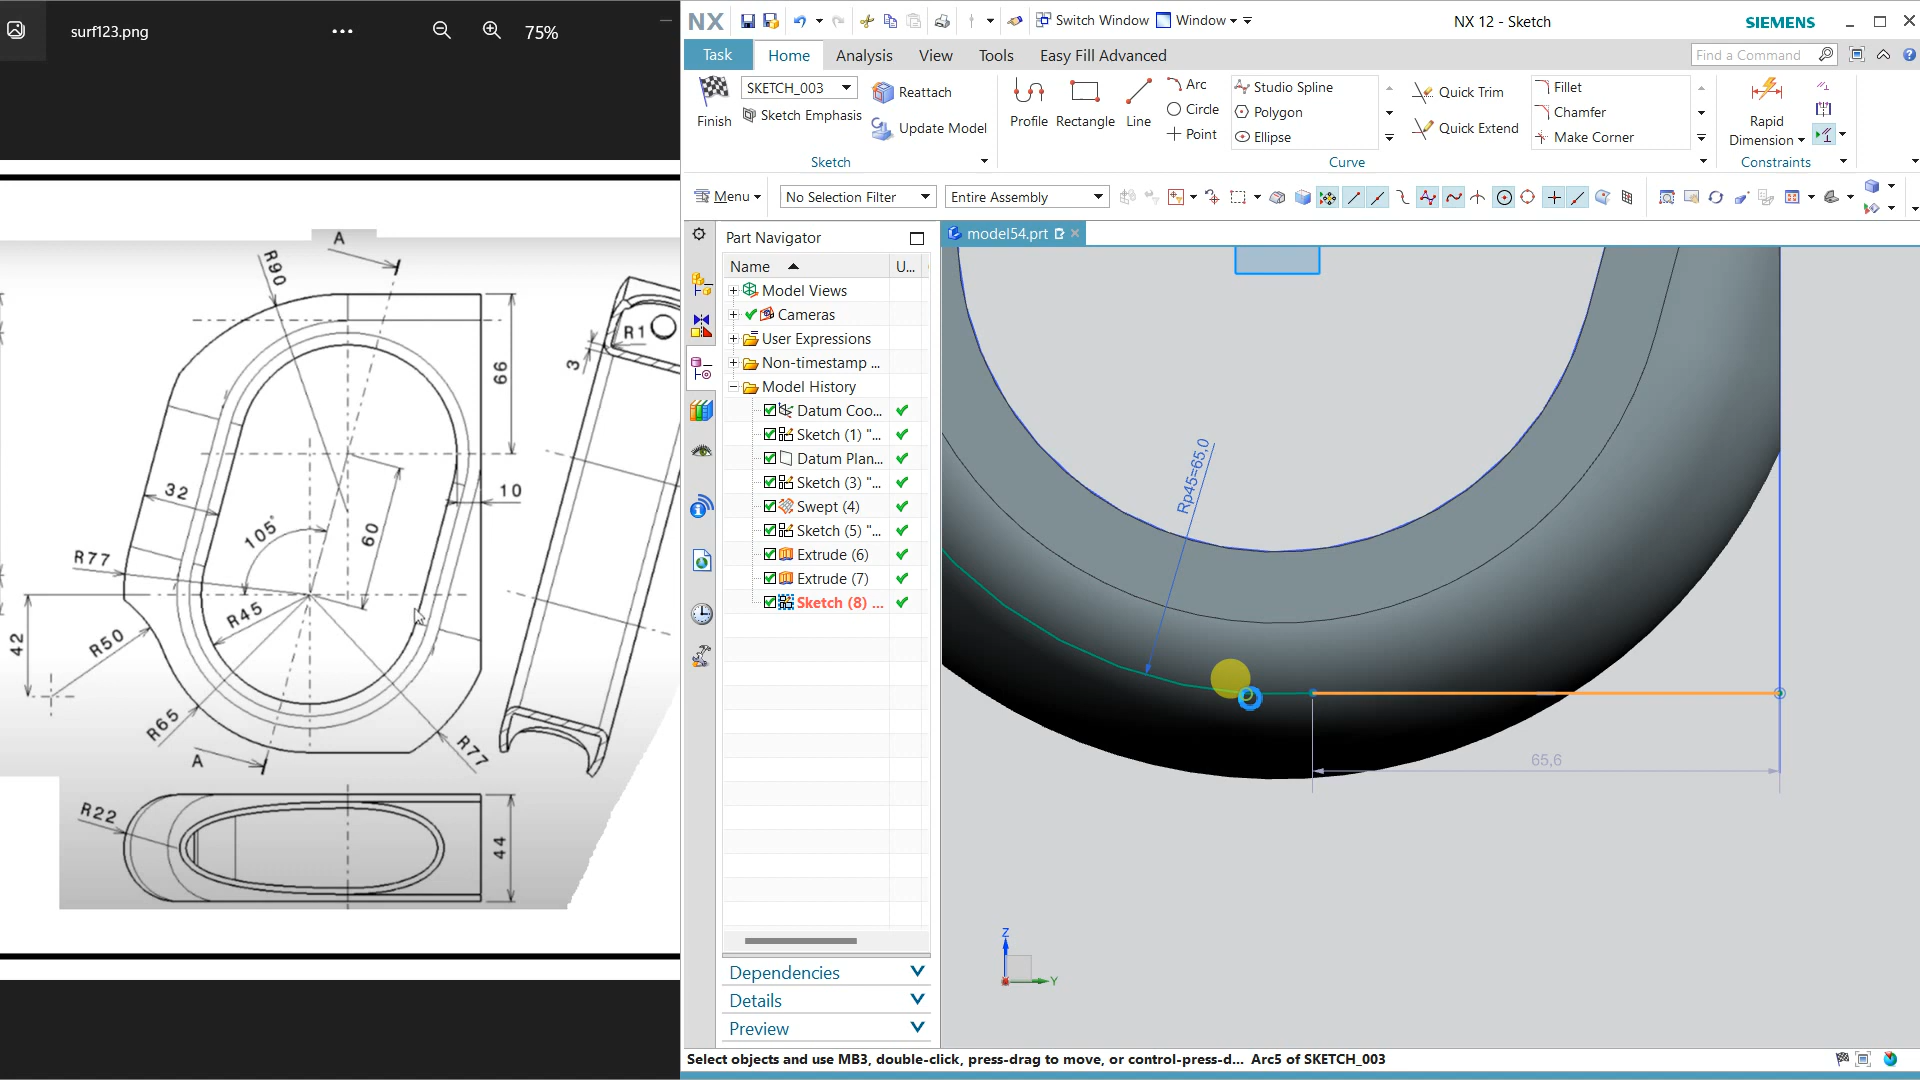 surf123.png
75%
NX
Switch Window
Window
NX 12 - Sketch
SIEMENS
Task
Home
Analysis
View
Tools
Easy Fill Advanced
Find a Command
Finish
SKETCH_003
Sketch Emphasis
Reattach
Update Model
Sketch
Profile
Rectangle
Line
Arc
Circle
Point
Studio Spline
Polygon
Ellipse
Quick Trim
Quick Extend
Fillet
Chamfer
Make Corner
Curve
Rapid
Dimension
Constraints
Menu
No Selection Filter
Entire Assembly
Part Navigator
model54.prt
Name
U...
Model Views
Cameras
User Expressions
Non-timestamp ...
Model History
Datum Coo...
Sketch (1) "...
Datum Plan...
Sketch (3) "...
Swept (4)
Sketch (5) "...
Extrude (6)
Extrude (7)
Sketch (8) ...
Dependencies
Details
Preview
A
R90
66
R1
3
10
32
105°
60
R77
R45
42
R50
R65
A
R77
R22
44
Rp45=65,0
65,6
Z
Y
Select objects and use MB3, double-click, press-drag to move, or control-press-d... Arc5 of SKETCH_003